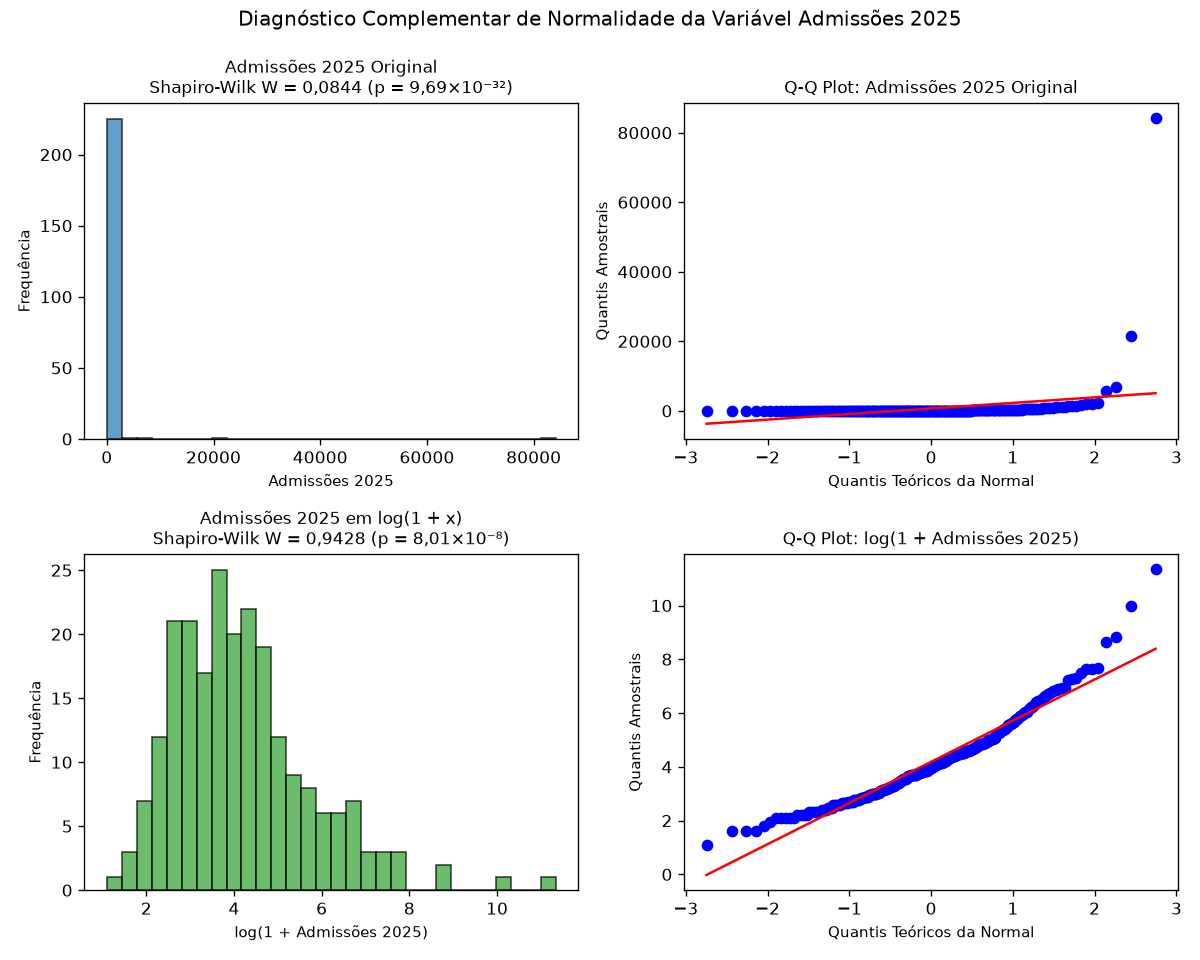 Diagnóstico Complementar de Normalidade da Variável Admissões 2025
Admissões 2025 Original
Shapiro-Wilk W = 0,0844 (p = 9,69×10⁻³²)
Frequência
200
150
100
50
0
0 20000 40000 60000 80000
Admissões 2025
Q-Q Plot: Admissões 2025 Original
Quantis Amostrais
80000
60000
40000
20000
0
−3 −2 −1 0 1 2 3
Quantis Teóricos da Normal
Admissões 2025 em log(1 + x)
Shapiro-Wilk W = 0,9428 (p = 8,01×10⁻⁸)
Frequência
25
20
15
10
5
0
2 4 6 8 10
log(1 + Admissões 2025)
Q-Q Plot: log(1 + Admissões 2025)
Quantis Amostrais
10
8
6
4
2
0
−3 −2 −1 0 1 2 3
Quantis Teóricos da Normal